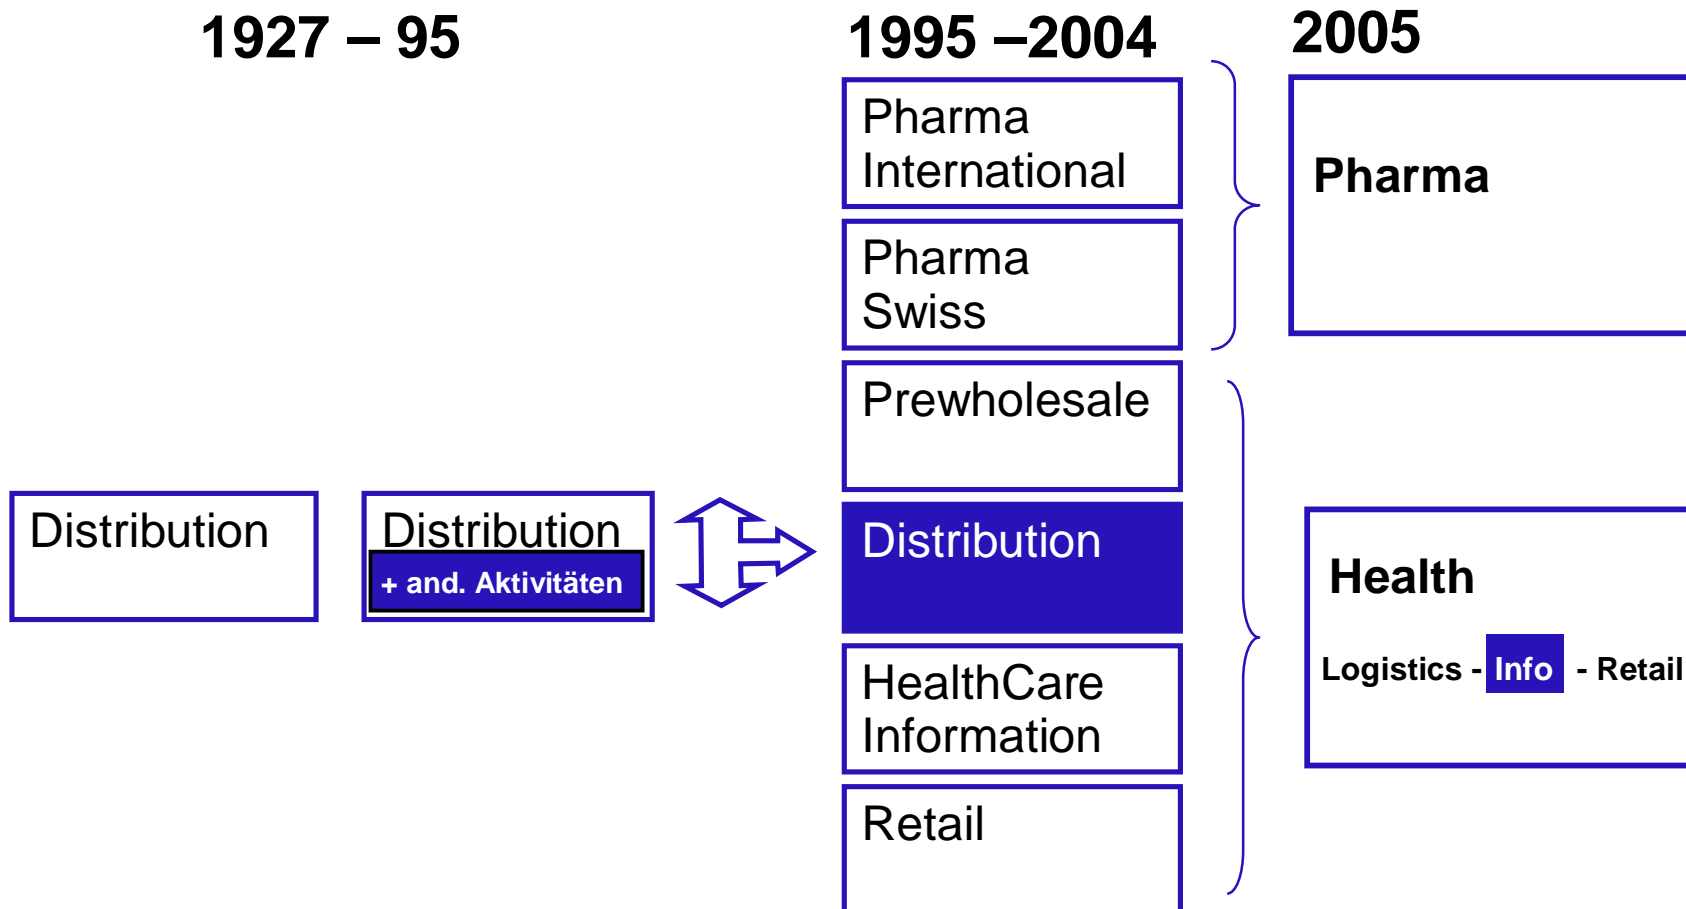 1927 – 95
1995 –2004
2005
Distribution
Distribution
+ and. Aktivitäten
Pharma
International
Pharma
Swiss
Prewholesale
Distribution
HealthCare
Information
Retail
Pharma
Health
Logistics - Info - Retail